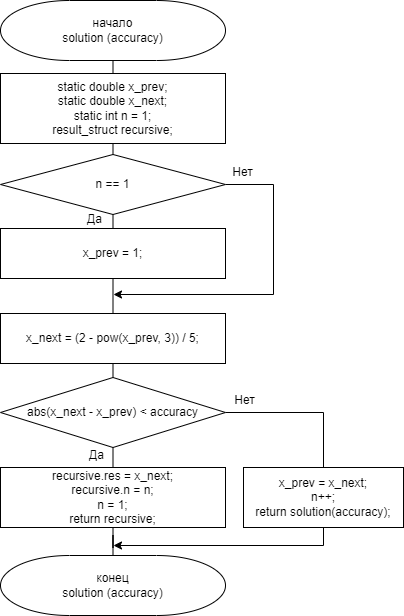 начало
solution (accuracy)
static double x_prev;
static double x_next;
static int n = 1;
result_struct recursive;
n == 1
Нет
Да
x_prev = 1;
x_next = (2 - pow(x_prev, 3)) / 5;
abs(x_next - x_prev) < accuracy
Нет
Да
recursive.res = x_next;
recursive.n = n;
n = 1;
return recursive;
x_prev = x_next;
n++;
return solution(accuracy);
конец
solution (accuracy)